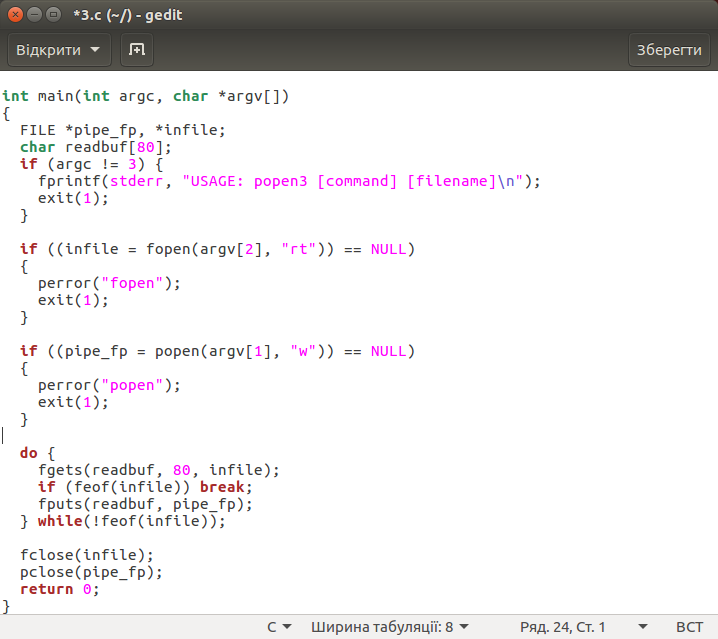 *3.c (~/) - gedit
Відкрити
Зберегти
int main(int argc, char *argv[])
{
  FILE *pipe_fp, *infile;
  char readbuf[80];
  if (argc != 3) {
    fprintf(stderr, "USAGE: popen3 [command] [filename]\n");
    exit(1);
  }
  if ((infile = fopen(argv[2], "rt")) == NULL)
  {
    perror("fopen");
    exit(1);
  }
  if ((pipe_fp = popen(argv[1], "w")) == NULL)
  {
    perror("popen");
    exit(1);
  }
  do {
    fgets(readbuf, 80, infile);
    if (feof(infile)) break;
    fputs(readbuf, pipe_fp);
  } while(!feof(infile));
  fclose(infile);
  pclose(pipe_fp);
  return 0;
}
C
Ширина табуляції: 8
Ряд. 24, Ст. 1
ВСТ